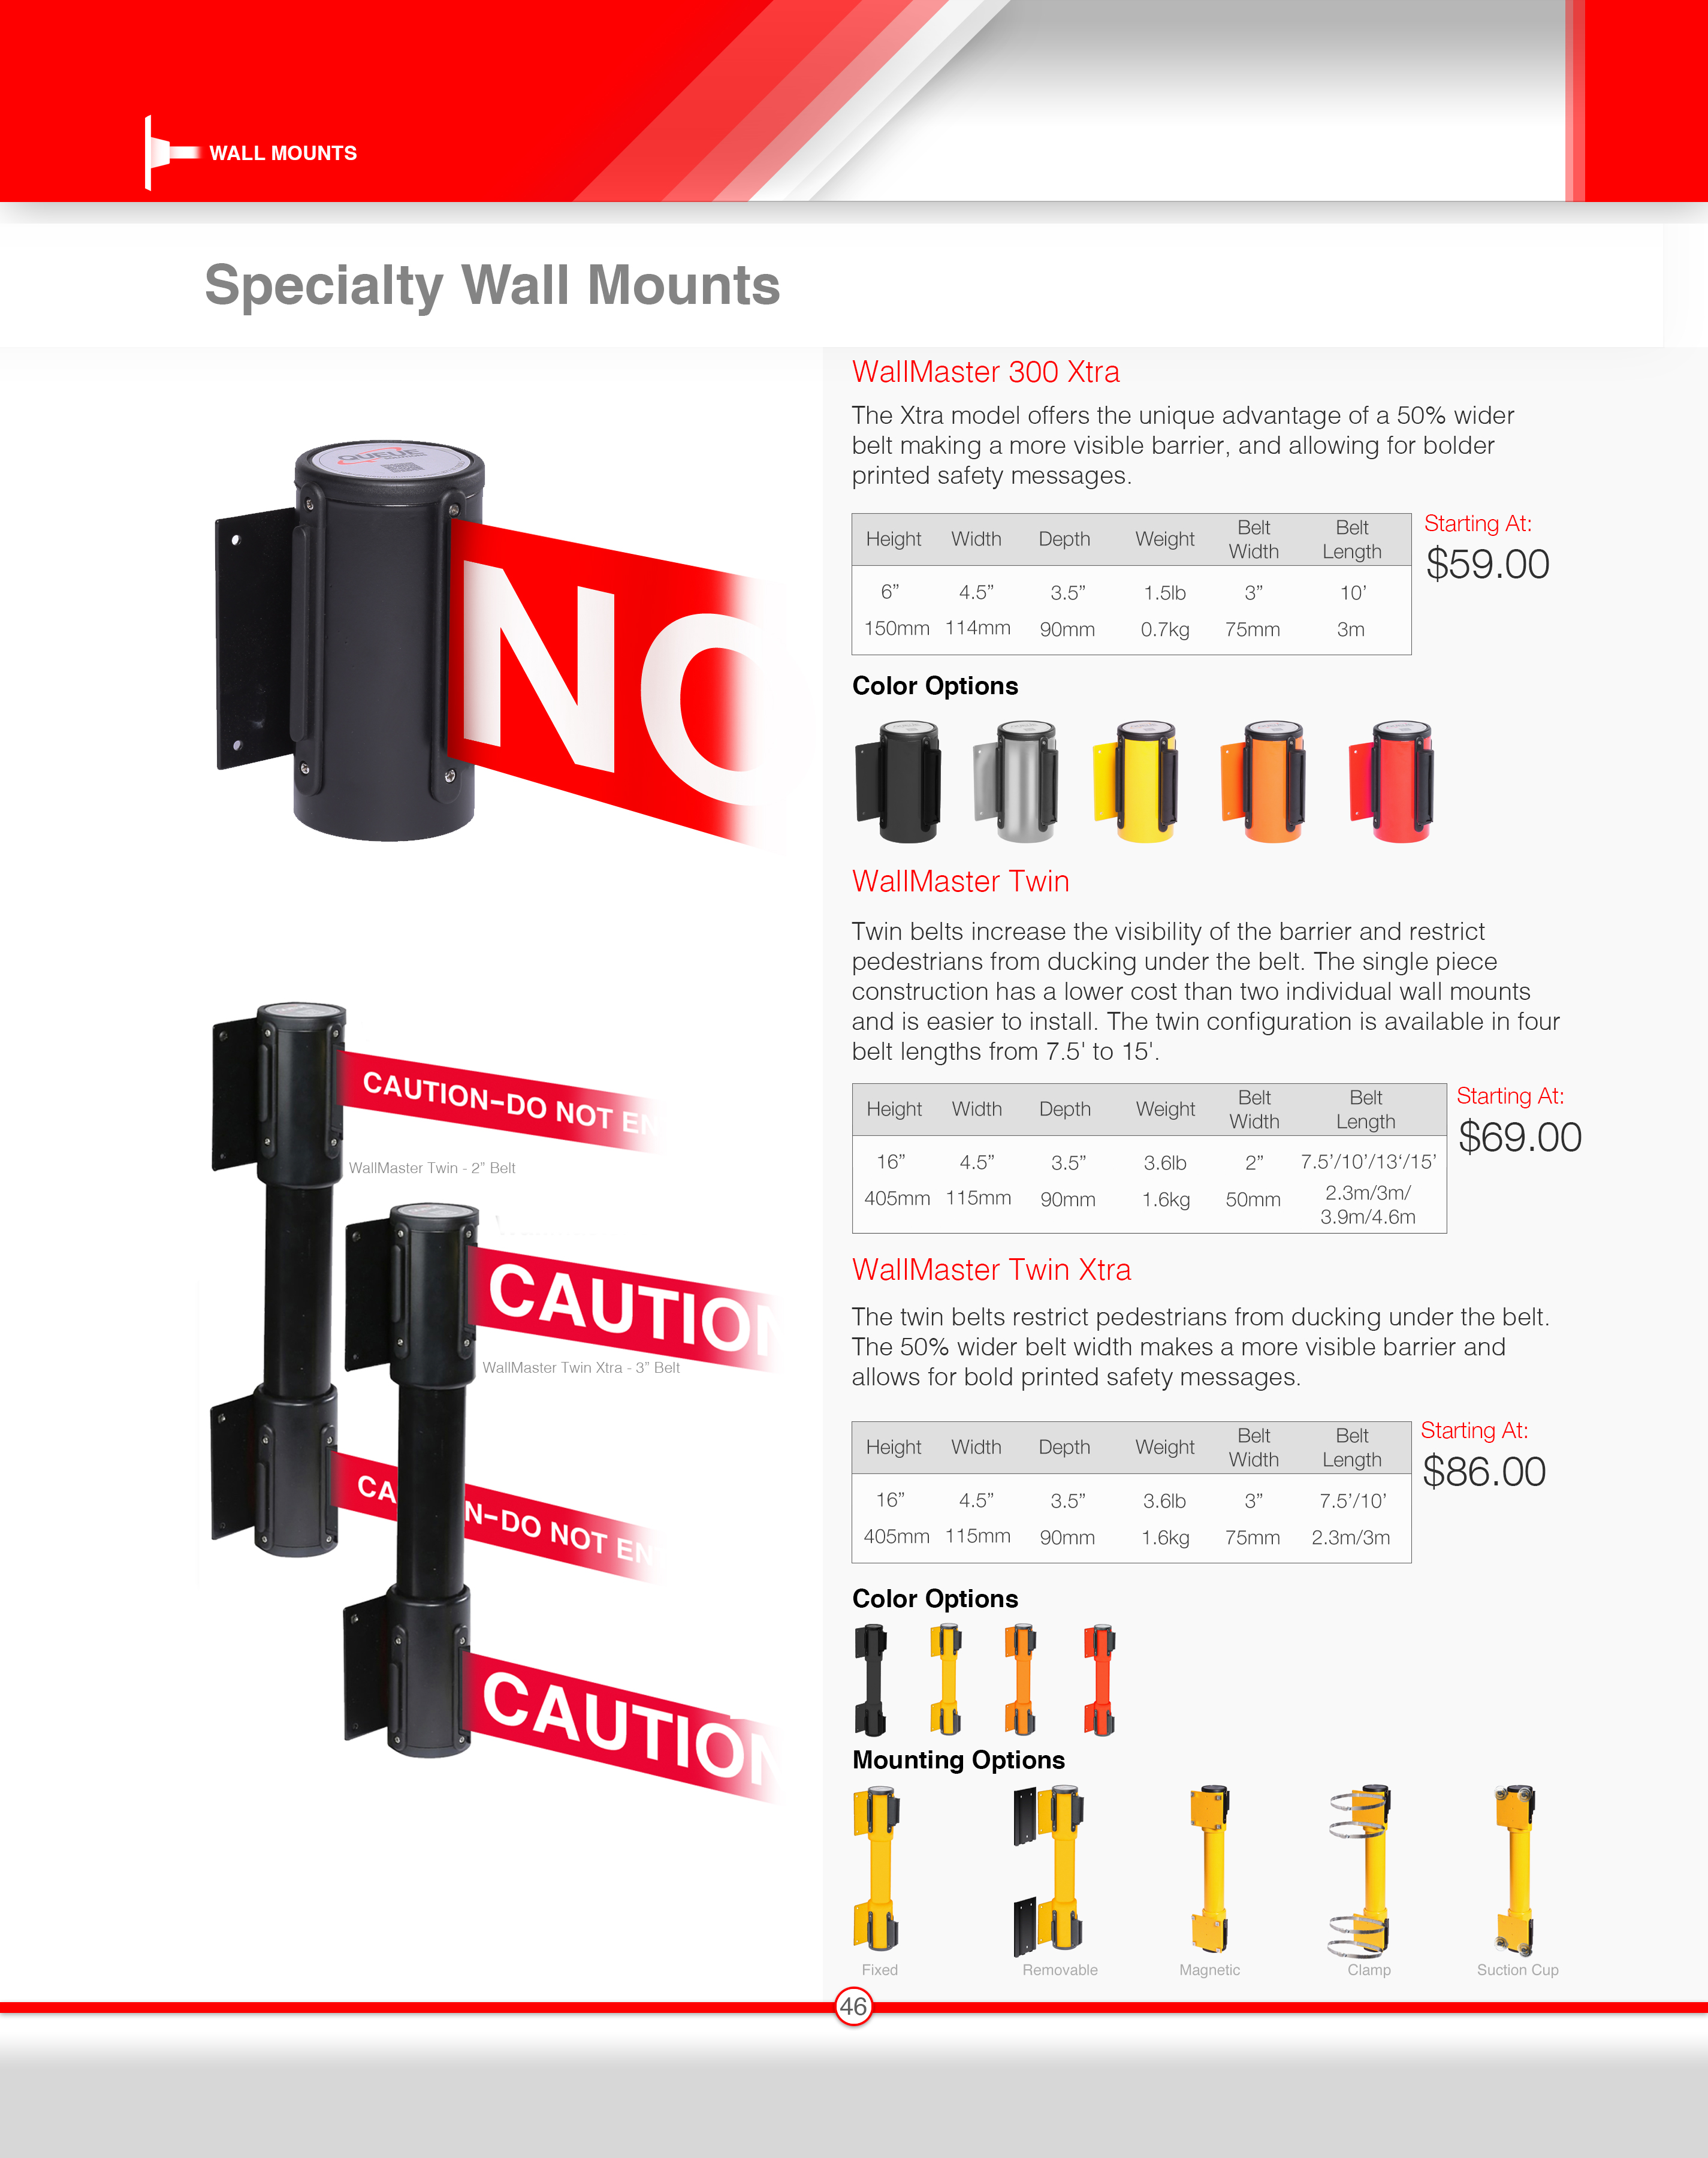 WALL MOUNTS
Specialty Wall Mounts
WallMaster 300 Xtra
The Xtra model offers the unique advantage of a 50% wider
belt making a more visible barrier, and allowing for bolder
printed safety messages.
Height Width Depth Weight Belt Width Belt Length
6” 4.5” 3.5” 1.5lb 3” 10’
150mm 114mm 90mm 0.7kg 75mm 3m
Starting At:
$59.00
QUEUE
NO
Color Options
WallMaster Twin
Twin belts increase the visibility of the barrier and restrict
pedestrians from ducking under the belt. The single piece
construction has a lower cost than two individual wall mounts
and is easier to install. The twin configuration is available in four
belt lengths from 7.5' to 15'.
Height Width Depth Weight Belt Width Belt Length
16” 4.5” 3.5” 3.6lb 2” 7.5’/10’/13‘/15’
405mm 115mm 90mm 1.6kg 50mm 2.3m/3m/
3.9m/4.6m
Starting At:
$69.00
CAUTION-DO NOT EN
WallMaster Twin - 2” Belt
CAUTION
WallMaster Twin Xtra - 3” Belt
CA N-DO NOT EN
CAUTION
WallMaster Twin Xtra
The twin belts restrict pedestrians from ducking under the belt.
The 50% wider belt width makes a more visible barrier and
allows for bold printed safety messages.
Height Width Depth Weight Belt Width Belt Length
16” 4.5” 3.5” 3.6lb 3” 7.5’/10’
405mm 115mm 90mm 1.6kg 75mm 2.3m/3m
Starting At:
$86.00
Color Options
Mounting Options
Fixed Removable Magnetic Clamp Suction Cup
46